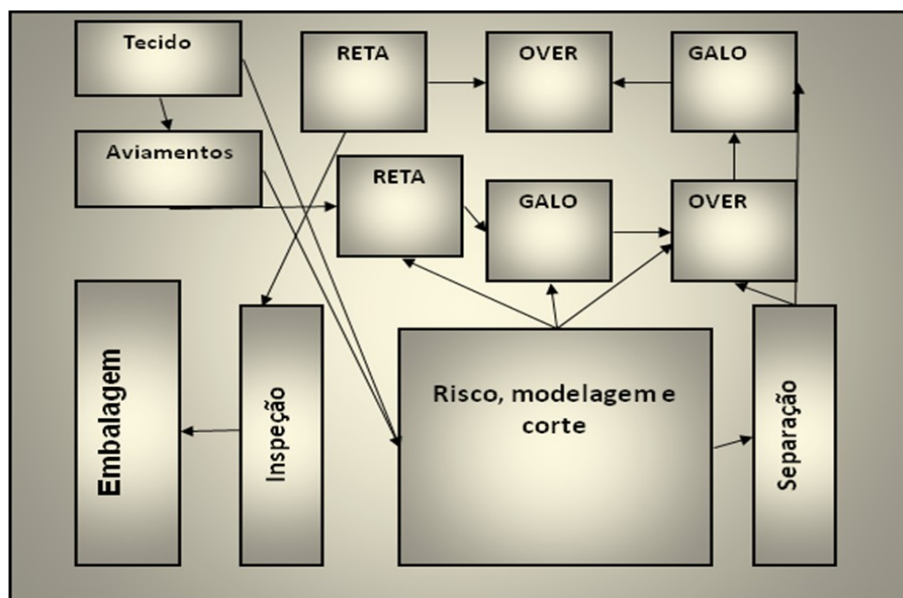 Tecido
RETA
OVER
GALO
Aviamentos
RETA
GALO
OVER
Embalagem
Inspeção
Risco, modelagem e
corte
Separação